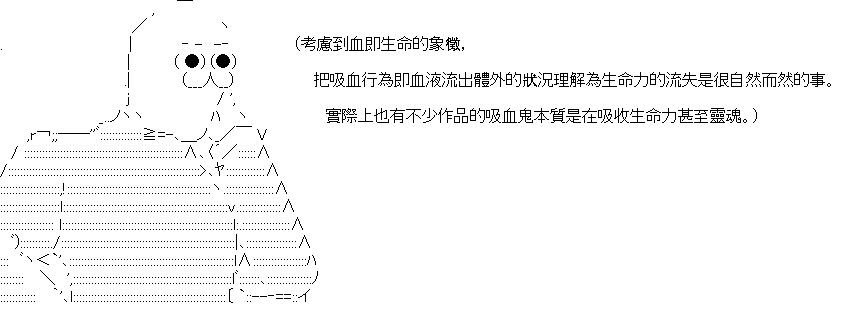 (考慮到血即生命的象徵,
把吸血行為即血液流出體外的狀況理解為生命力的流失是很自然而然的事。
實際上也有不少作品的吸血鬼本質是在吸收生命力甚至靈魂。)